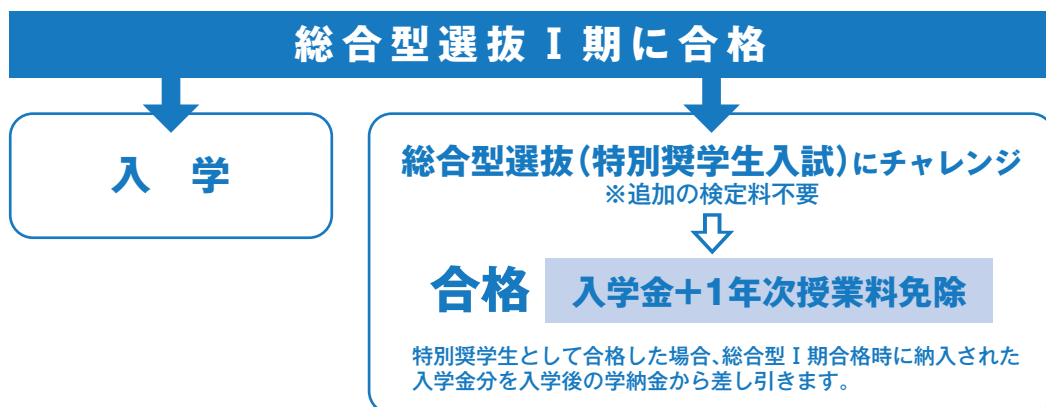 総合型選抜Ⅰ期に合格
入 学
総合型選抜(特別奨学生入試)にチャレンジ
※追加の検定料不要
合格 入学金+1年次授業料免除
特別奨学生として合格した場合、総合型Ⅰ期合格時に納入された
入学金分を入学後の学納金から差し引きます。